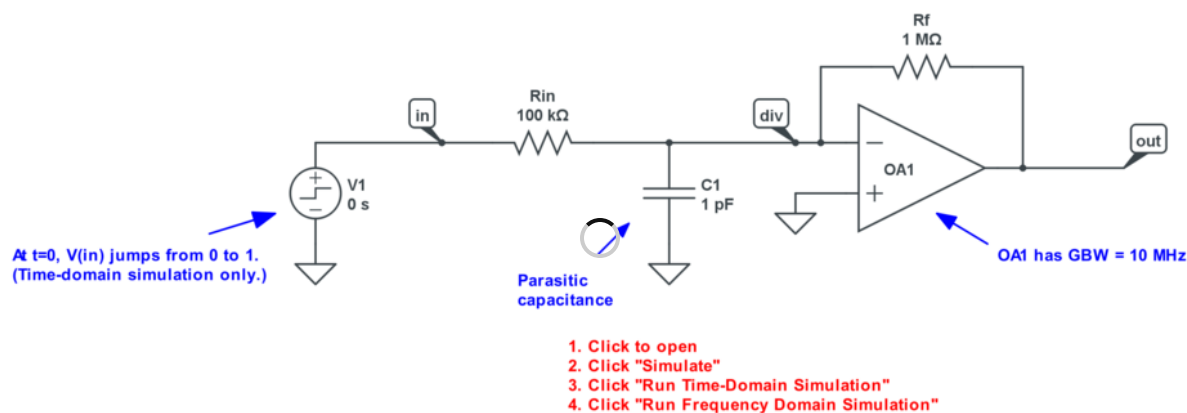 Rf
1 MΩ
Rin
100 kΩ
in
div
out
V1
0 s
C1
1 pF
OA1
At t=0, V(in) jumps from 0 to 1.
(Time-domain simulation only.)
Parasitic
capacitance
OA1 has GBW = 10 MHz
1. Click to open
2. Click "Simulate"
3. Click "Run Time-Domain Simulation"
4. Click "Run Frequency Domain Simulation"